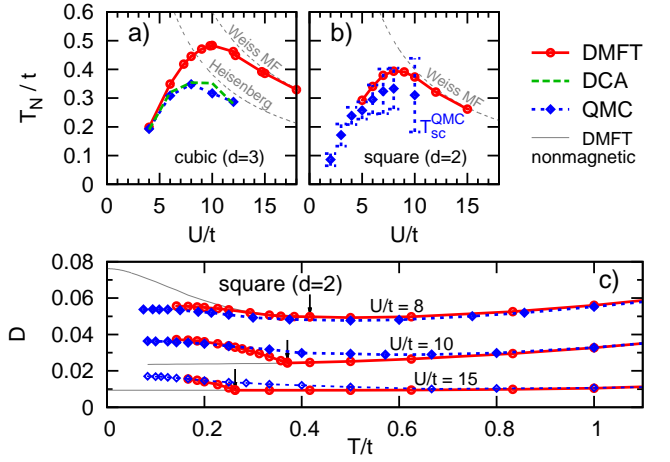 a)
b)
T_N / t
0.6
0.5
0.4
0.3
0.2
0.1
0
Weiss MF
Heisenberg
cubic (d=3)
0 5 10 15
U/t
Weiss MF
T_sc^QMC
square (d=2)
0 5 10 15
U/t
DMFT
DCA
QMC
DMFT
nonmagnetic
c)
D
0.08
0.06
0.04
0.02
0
square (d=2)
U/t = 8
U/t = 10
U/t = 15
0 0.2 0.4 0.6 0.8 1
T/t